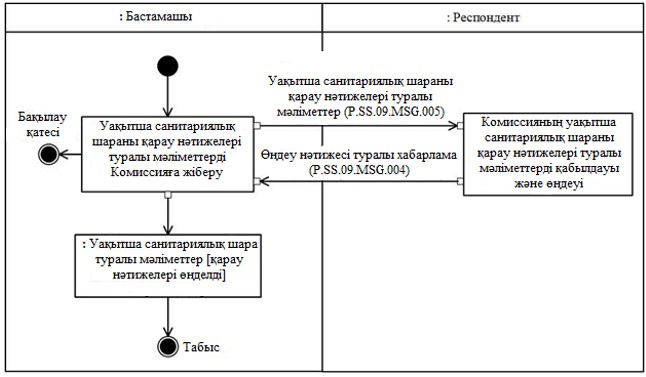 : Бастамашы
: Респондент
Уақытша санитариялық шараны
қарау нәтижелері туралы
мәліметтер (P.SS.09.MSG.005)
Бақылау
қатесі
Уақытша санитариялық
шараны қарау нәтижелері
туралы мәліметтерді
Комиссияға жіберу
Комиссияның уақытша
санитариялық шараны
қарау нәтижелері туралы
мәліметтерді қабылдауы
және өңдеуі
Өңдеу нәтижесі туралы хабарлама
(P.SS.09.MSG.004)
: Уақытша санитариялық шара
туралы мәліметтер [қарау
нәтижелері өңделді]
Табыс